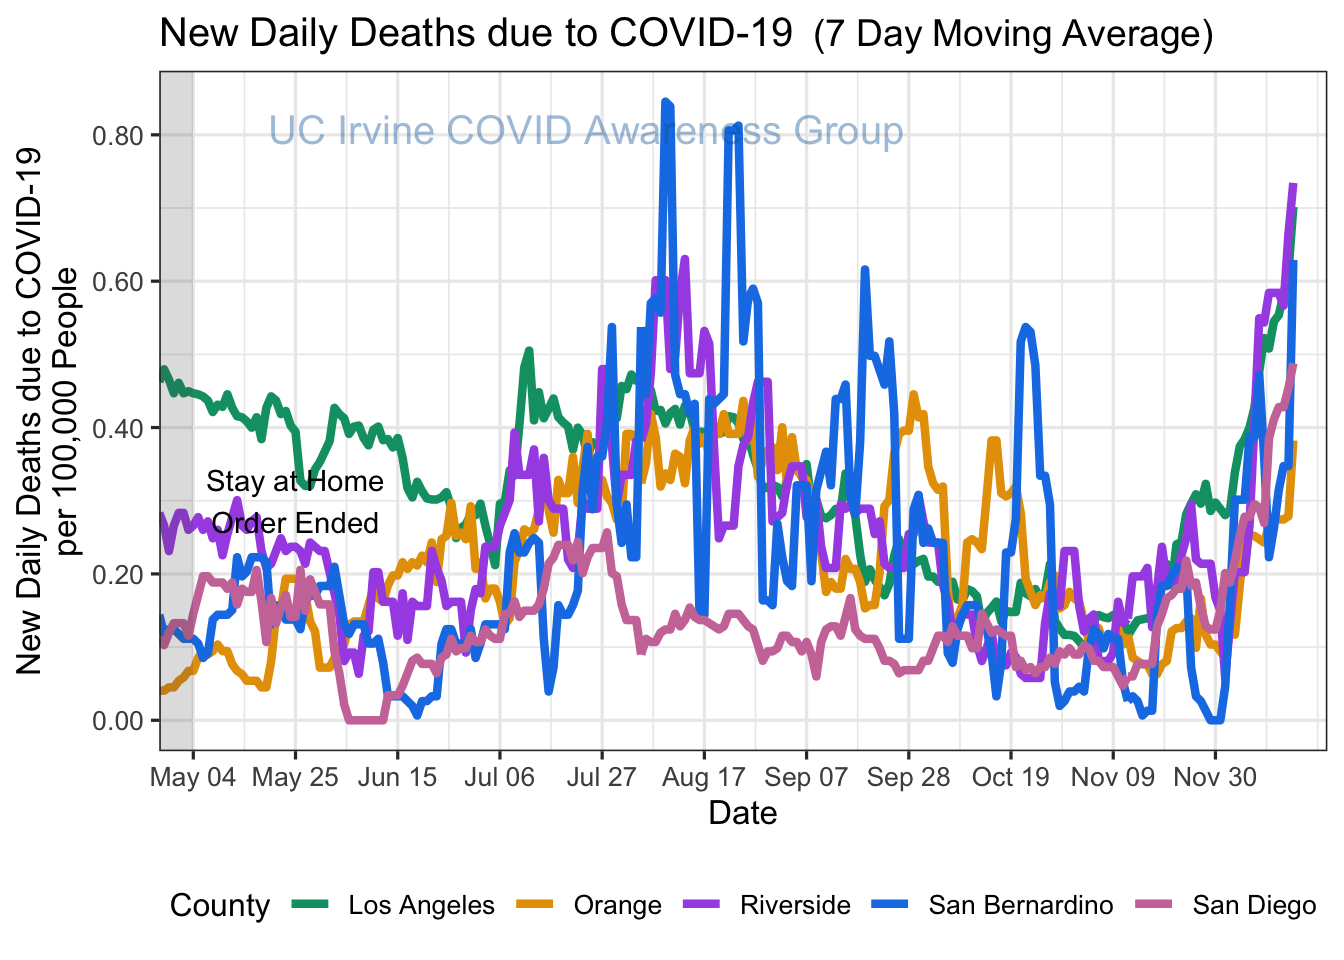 New Daily Deaths due to COVID-19 (7 Day Moving Average)
New Daily Deaths due to COVID-19
per 100,000 People
0.80
0.60
0.40
0.20
0.00
UC Irvine COVID Awareness Group
Stay at Home
Order Ended
May 04 May 25 Jun 15 Jul 06 Jul 27 Aug 17 Sep 07 Sep 28 Oct 19 Nov 09 Nov 30
Date
County Los Angeles Orange Riverside San Bernardino San Diego